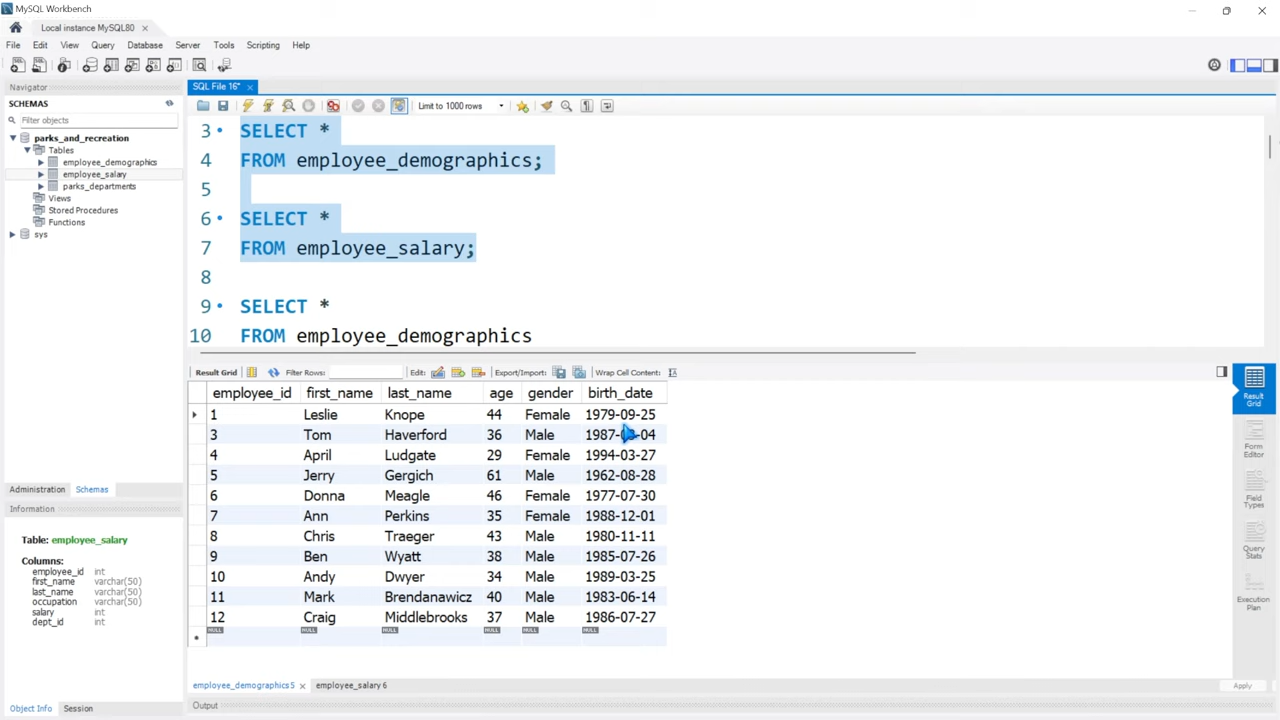 MySQL Workbench
Local instance MySQL80 ×
File Edit View Query Database Server Tools Scripting Help
Navigator
SCHEMAS
Filter objects
parks_and_recreation
Tables
employee_demographics
employee_salary
parks_departments
Views
Stored Procedures
Functions
sys
Administration Schemas
Information
Table: employee_salary
Columns:
employee_id int
first_name varchar(50)
last_name varchar(50)
occupation varchar(50)
salary int
dept_id int
Object Info Session
SQL File 16* ×
Limit to 1000 rows
3 SELECT *
4 FROM employee_demographics;
5
6 SELECT *
7 FROM employee_salary;
8
9 SELECT *
10 FROM employee_demographics
Result Grid Filter Rows: Edit: Export/Import: Wrap Cell Content:
employee_id first_name last_name age gender birth_date
1 Leslie Knope 44 Female 1979-09-25
3 Tom Haverford 36 Male 1987-04
4 April Ludgate 29 Female 1994-03-27
5 Jerry Gergich 61 Male 1962-08-28
6 Donna Meagle 46 Female 1977-07-30
7 Ann Perkins 35 Female 1988-12-01
8 Chris Traeger 43 Male 1980-11-11
9 Ben Wyatt 38 Male 1985-07-26
10 Andy Dwyer 34 Male 1989-03-25
11 Mark Brendanawicz 40 Male 1983-06-14
12 Craig Middlebrooks 37 Male 1986-07-27
NULL NULL NULL NULL NULL NULL
employee_demographics 5 × employee_salary 6
Output
Result Grid
Form Editor
Field Types
Query Stats
Execution Plan
Apply